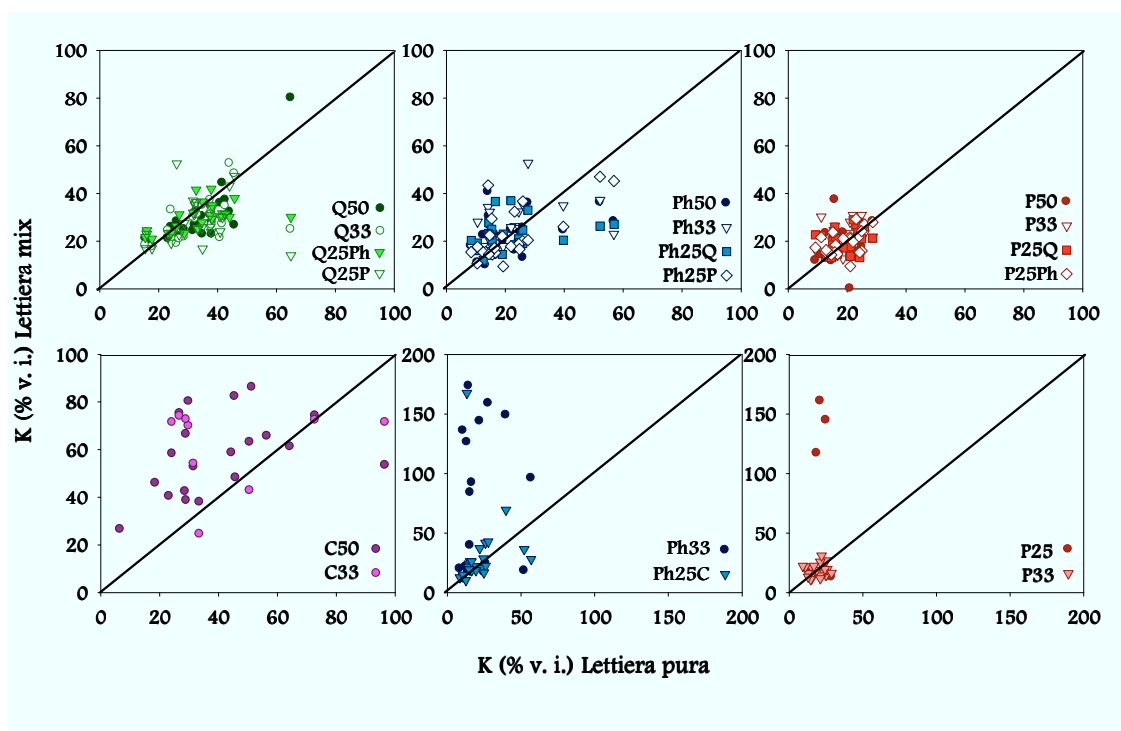 K (% v. i.) Lettiera mix
100
80
60
40
20
0
0 20 40 60 80 100
Q50
Q33
Q25Ph
Q25P
100
80
60
40
20
0
0 20 40 60 80 100
Ph50
Ph33
Ph25Q
Ph25P
100
80
60
40
20
0
0 20 40 60 80 100
P50
P33
P25Q
P25Ph
100
80
60
40
20
0
0 20 40 60 80 100
C50
C33
200
150
100
50
0
0 50 100 150 200
Ph33
Ph25C
200
150
100
50
0
0 50 100 150 200
P25
P33
K (% v. i.) Lettiera pura